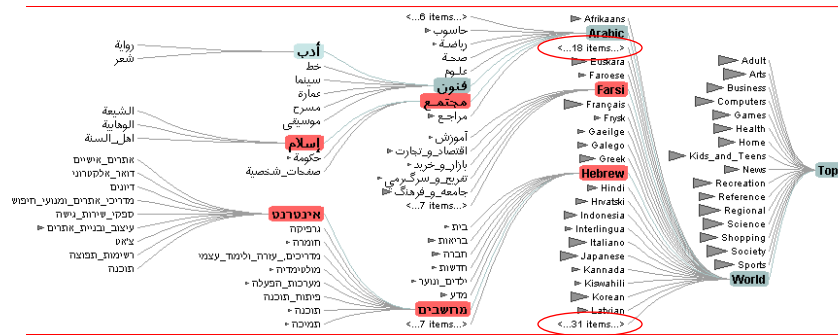 Top
Adult
Arts
Business
Computers
Games
Health
Home
Kids_and_Teens
News
Recreation
Reference
Regional
Science
Shopping
Society
Sports
World
Afrikaans
Arabic
<...18 items...>
Euskara
Faroese
Farsi
Français
Frysk
Gaeilge
Galego
Greek
Hebrew
Hindi
Hrvatski
Indonesia
Interlingua
Italiano
Japanese
Kannada
Kiswahili
Korean
Latvian
<...31 items...>
<...6 items...>
حاسوب
رياضة
صحة
علوم
فنون
مجتمع
مراجع
آموزش
اقتصاد_و_تجارت
بازار_و_خرید
تفریح_و_سرگرمی
جامعه_و_فرهنگ
<...7 items...>
בית
בריאות
חברה
חדשות
ילדים_ונוער
מדע
מחשבים
<...7 items...>
أدب
خط
سينما
عمارة
مسرح
موسيقى
إسلام
حكومة
صفحات_شخصية
אינטרנט
גרפיקה
חומרה
מדריכים,_עזרה_ולימוד_עצמי
מולטימדיה
מערכות_הפעלה
פיתוח_תוכנה
תוכנה
תמיכה
رواية
شعر
الشيعة
الوهابية
اهل_السنة
אתרים_אישיים
דואר_אלקטרוני
דיונים
מדריכי_אתרים_ומנועי_חיפוש
ספקי_שירות_גישה
עיצוב_ובניית_אתרים
צ'אט
רשימות_תפוצה
תוכנה